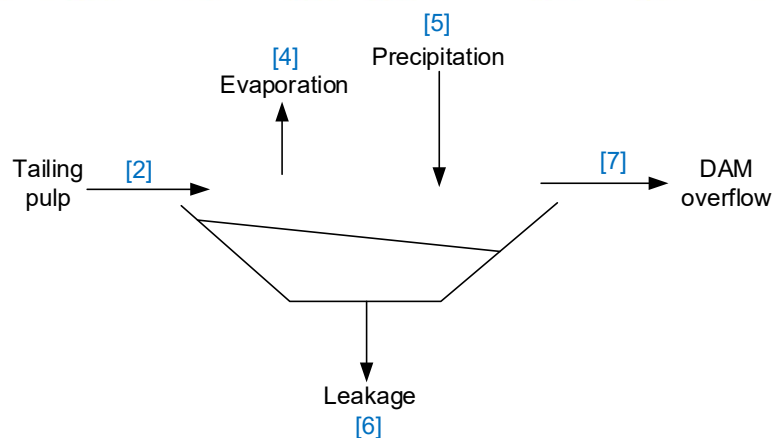 [5]
Precipitation
[4]
Evaporation
Tailing
pulp
[2]
[7]
DAM
overflow
Leakage
[6]